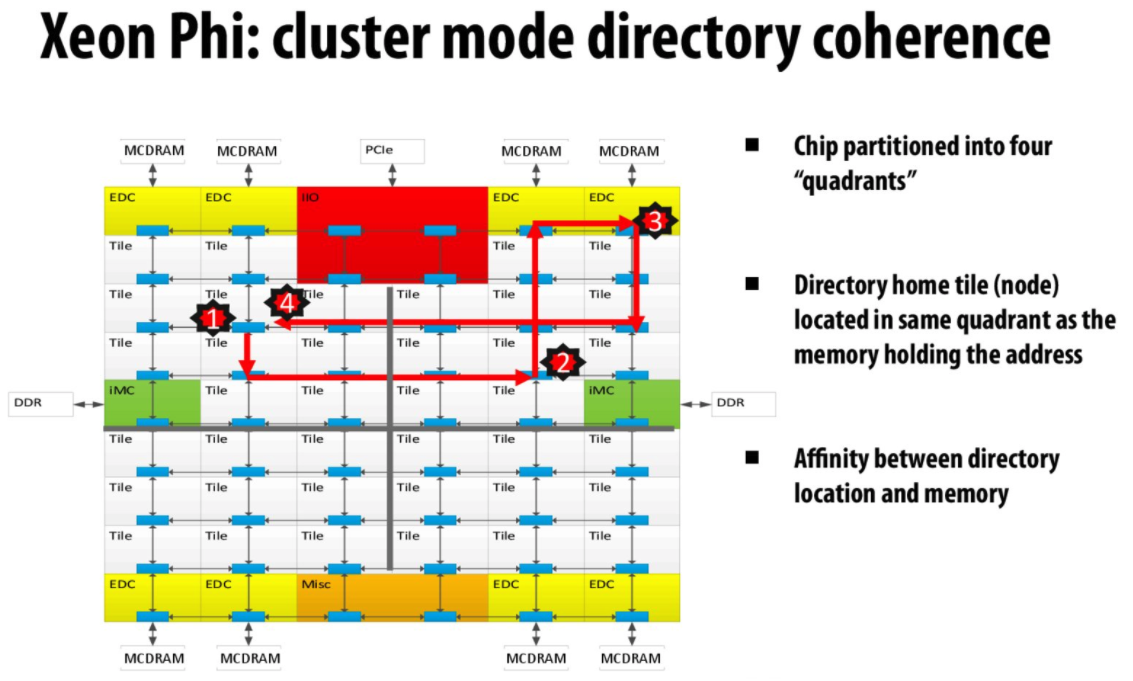 Xeon Phi: cluster mode directory coherence
MCDRAM MCDRAM PCIe MCDRAM MCDRAM
EDC EDC IIO EDC EDC
3
Tile Tile Tile Tile
Tile Tile Tile Tile Tile Tile
4
1
Tile Tile Tile Tile Tile Tile
2
iMC Tile Tile Tile Tile iMC
DDR DDR
Tile Tile Tile Tile Tile Tile
Tile Tile Tile Tile Tile Tile
Tile Tile Tile Tile Tile Tile
EDC EDC Misc EDC EDC
MCDRAM MCDRAM MCDRAM MCDRAM
Chip partitioned into four
“quadrants”
Directory home tile (node)
located in same quadrant as the
memory holding the address
Affinity between directory
location and memory